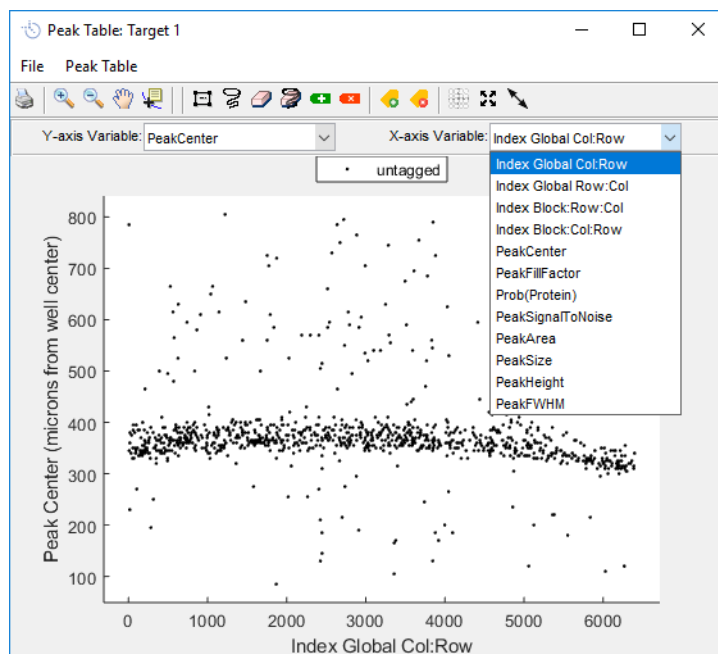 Peak Table: Target 1
File Peak Table
Y-axis Variable: PeakCenter X-axis Variable: Index Global Col:Row
untagged
Index Global Col:Row
Index Global Row:Col
Index Block:Row:Col
Index Block:Col:Row
PeakCenter
PeakFillFactor
Prob(Protein)
PeakSignalToNoise
PeakArea
PeakSize
PeakHeight
PeakFWHM
Peak Center (microns from well center)
800
700
600
500
400
300
200
100
0 1000 2000 3000 4000 5000 6000
Index Global Col:Row